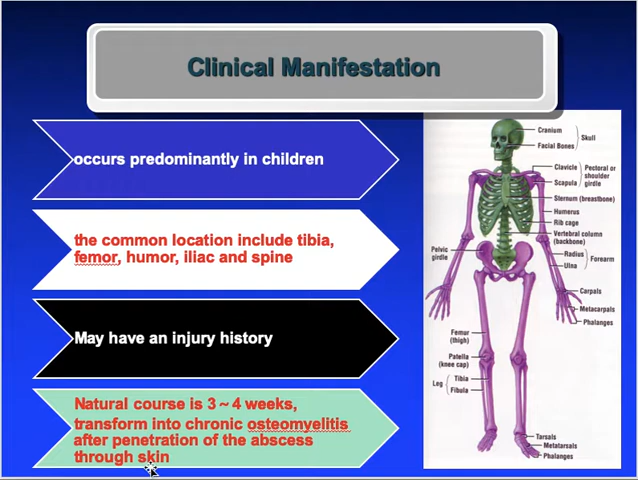 Clinical Manifestation
occurs predominantly in children
the common location include tibia,
femor, humor, iliac and spine
May have an injury history
Natural course is 3 ~ 4 weeks,
transform into chronic osteomyelitis
after penetration of the abscess
through skin
Cranium
Facial Bones
Skull
Clavicle
Scapula
Pectoral or
shoulder
girdle
Sternum (breastbone)
Humerus
Rib cage
Vertebral column
(backbone)
Pelvic
girdle
Radius
Ulna
Forearm
Carpals
Metacarpals
Phalanges
Femur
(thigh)
Patella
(knee cap)
Leg
Tibia
Fibula
Tarsals
Metatarsals
Phalanges